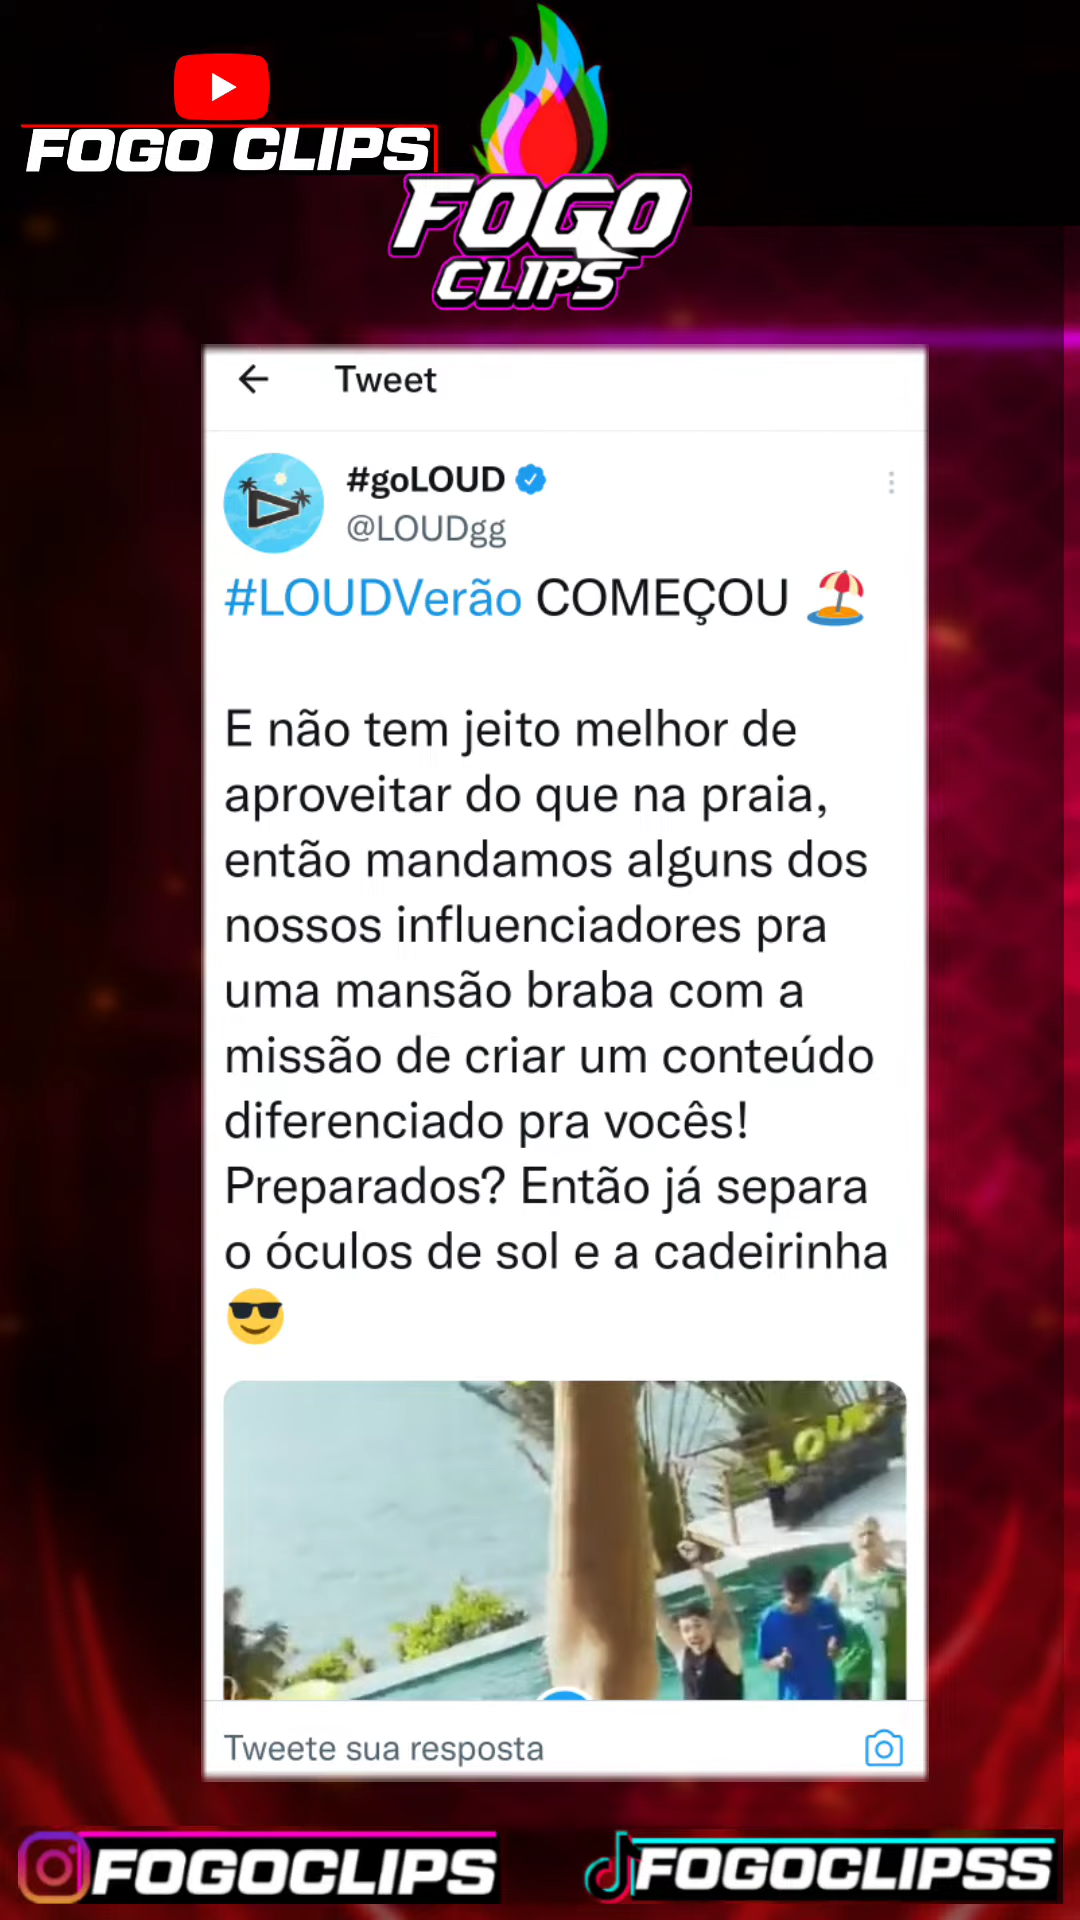 FOGO CLIPS
FOGO
CLIPS
Tweet
#goLOUD
@LOUDgg
#LOUDVerão COMEÇOU 🏖️
E não tem jeito melhor de
aproveitar do que na praia,
então mandamos alguns dos
nossos influenciadores pra
uma mansão braba com a
missão de criar um conteúdo
diferenciado pra vocês!
Preparados? Então já separa
o óculos de sol e a cadeirinha
😎
LOUD
Tweete sua resposta
FOGOCLIPS
FOGOCLIPSS